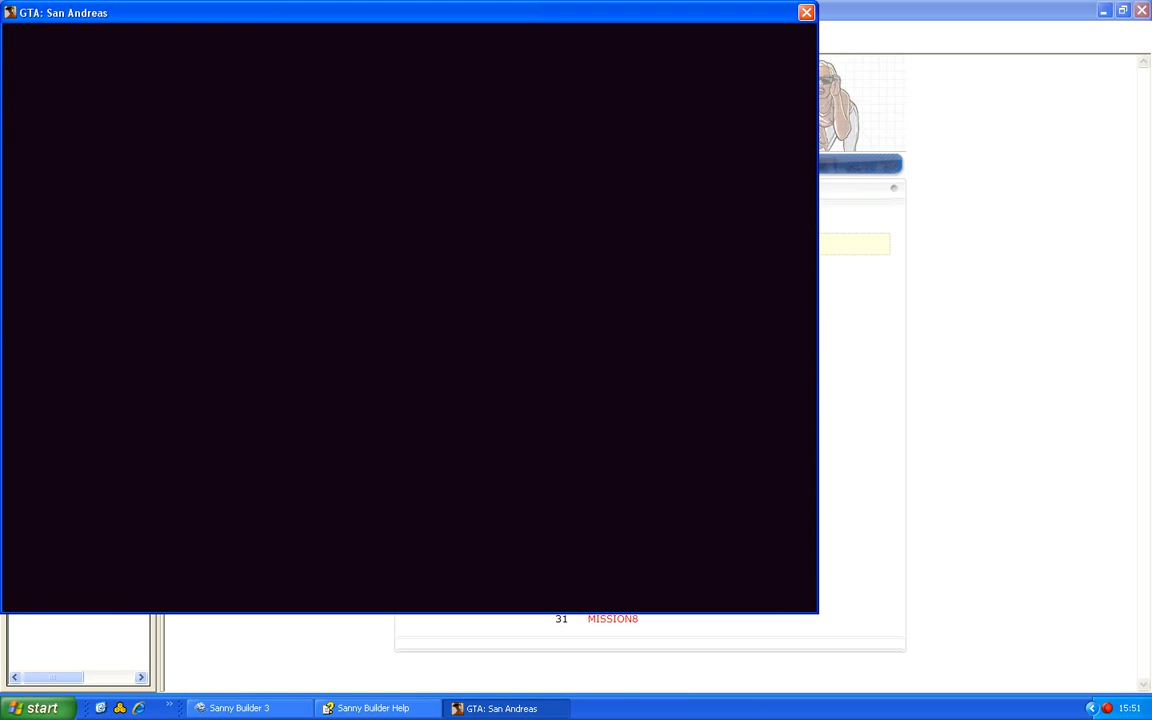 GTA: San Andreas
31 MISSION8
start
Sanny Builder 3
Sanny Builder Help
GTA: San Andreas
15:51